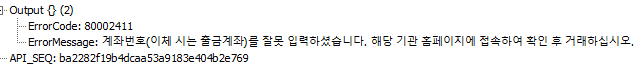 Output {} (2)
ErrorCode: 80002411
ErrorMessage: 계좌번호(이체 시는 출금계좌)를 잘못 입력하셨습니다. 해당 기관 홈페이지에 접속하여 확인 후 거래하십시오.
API_SEQ: ba2282f19b4dcaa53a9183e404b2e769